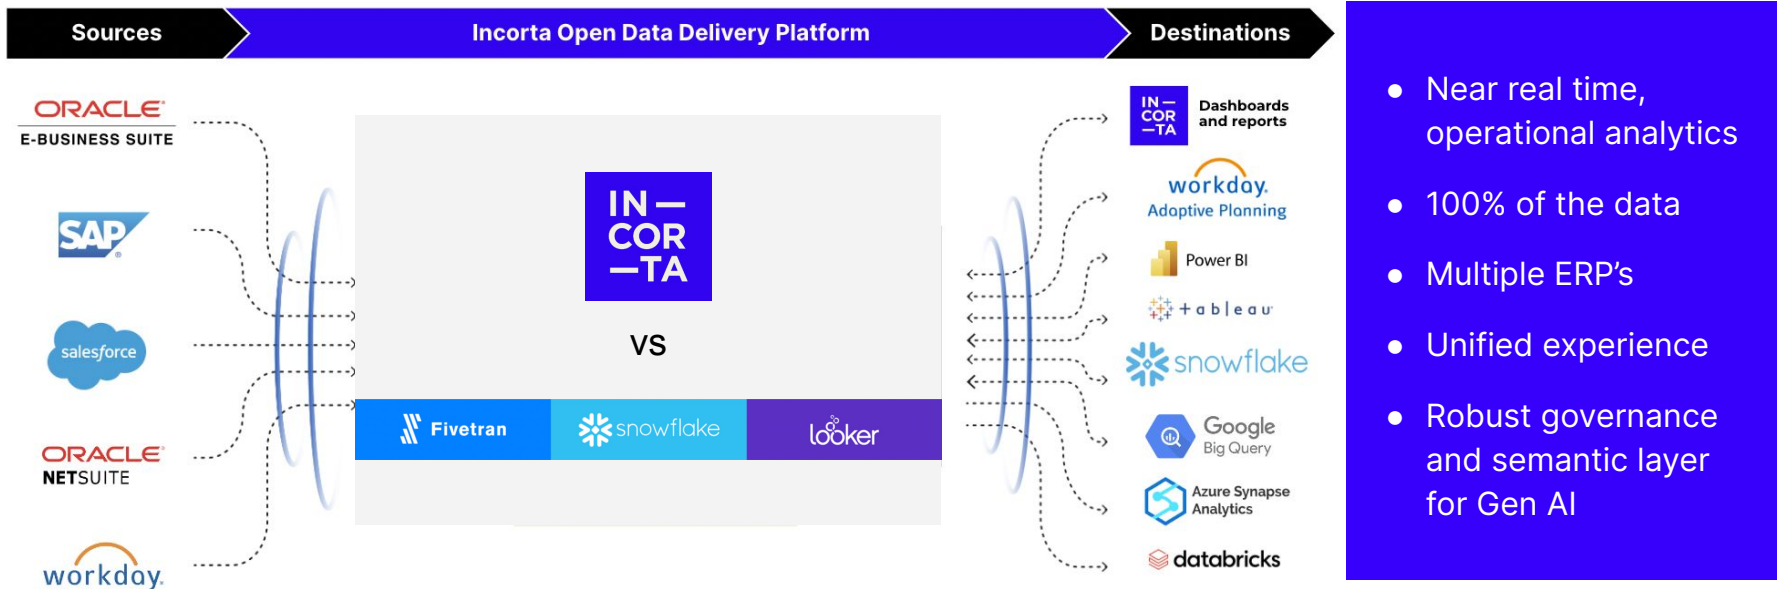 Sources
Incorta Open Data Delivery Platform
Destinations
ORACLE
E-BUSINESS SUITE
SAP
salesforce
ORACLE
NETSUITE
workday.
IN
COR
TA
VS
Fivetran
snowflake
looker
IN
COR
TA
Dashboards
and reports
workday.
Adaptive Planning
Power BI
+ableau
snowflake
Google
Big Query
Azure Synapse
Analytics
databricks
● Near real time,
operational analytics
● 100% of the data
● Multiple ERP's
● Unified experience
● Robust governance
and semantic layer
for Gen AI